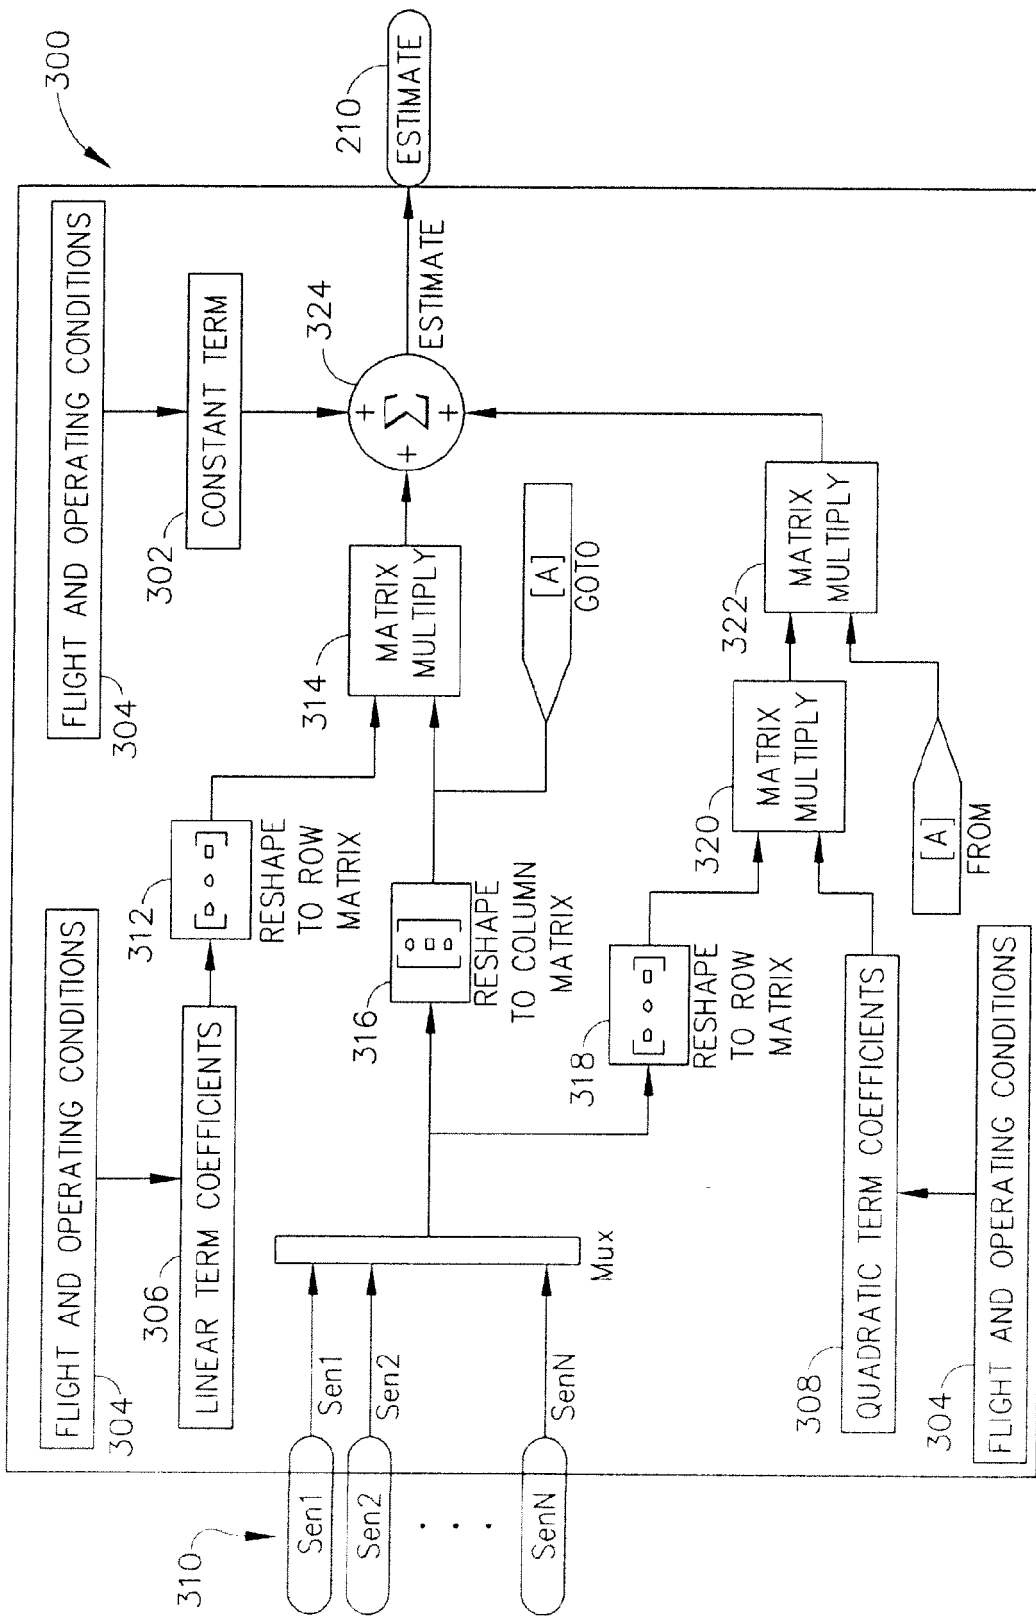 300
FLIGHT AND OPERATING CONDITIONS
304
FLIGHT AND OPERATING CONDITIONS
304
306
LINEAR TERM COEFFICIENTS
312
RESHAPE
TO ROW
MATRIX
302
CONSTANT TERM
310
Sen1
Sen1
Sen2
Sen2
SenN
SenN
Mux
316
RESHAPE
TO COLUMN
MATRIX
314
MATRIX
MULTIPLY
+
+
Σ
+
324
ESTIMATE
210
ESTIMATE
[A]
GOTO
318
RESHAPE
TO ROW
MATRIX
320
MATRIX
MULTIPLY
322
MATRIX
MULTIPLY
308
QUADRATIC TERM COEFFICIENTS
[A]
FROM
304
FLIGHT AND OPERATING CONDITIONS